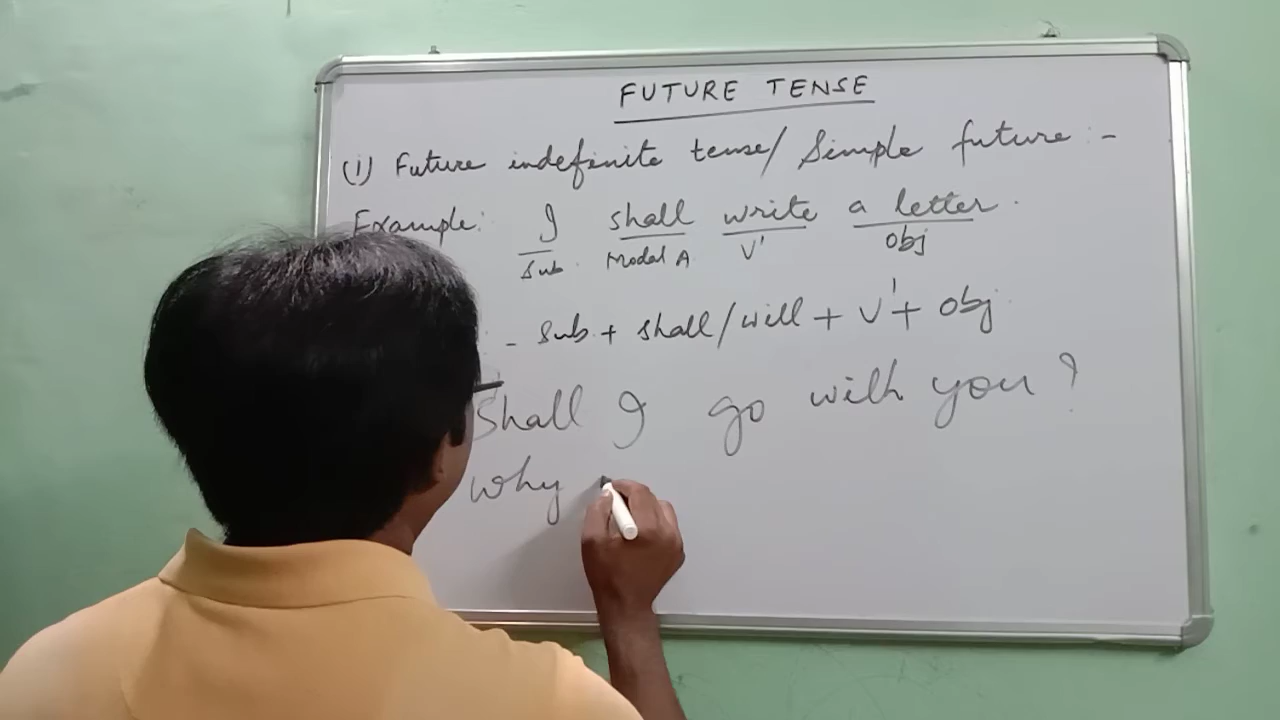 FUTURE TENSE
(1) Future indefinite tense/ Simple future :-
Example: I shall write a letter.
Sub. Modal A V' Obj
- Sub. + shall/will + V' + Obj.
Shall I go with you?
why